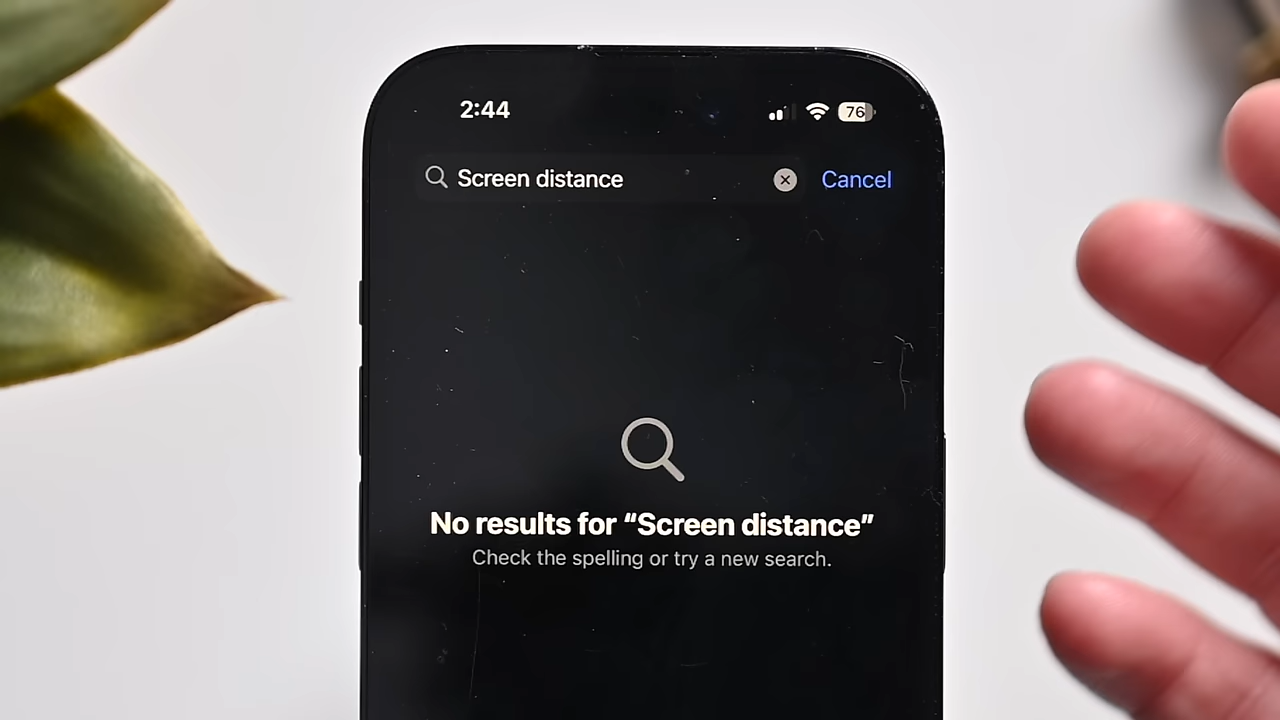 2:44
76
Screen distance
Cancel
No results for “Screen distance”
Check the spelling or try a new search.